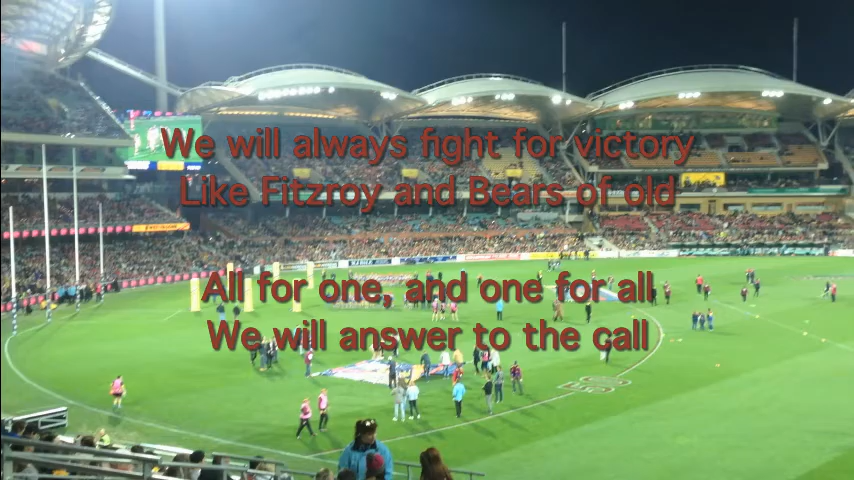 We will always fight for victory
Like Fitzroy and Bears of old
All for one, and one for all
We will answer to the call
50